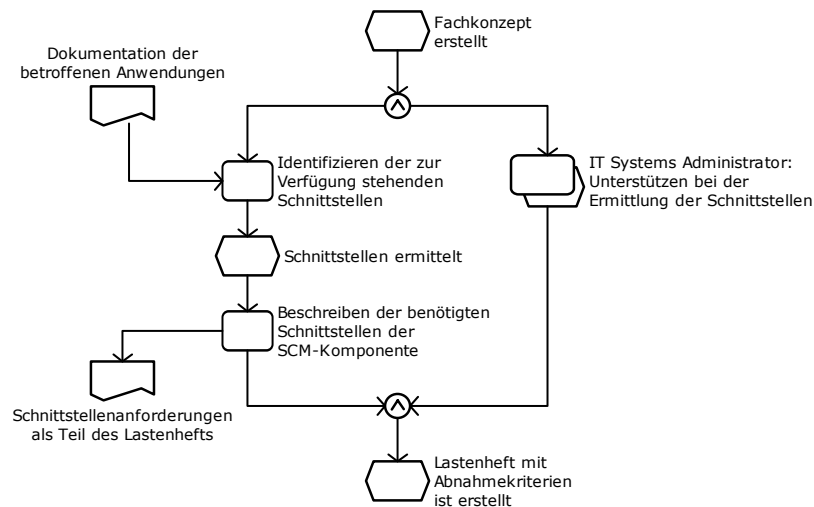 Fachkonzept
erstellt
Dokumentation der
betroffenen Anwendungen
Identifizieren der zur
Verfügung stehenden
Schnittstellen
IT Systems Administrator:
Unterstützen bei der
Ermittlung der Schnittstellen
Schnittstellen ermittelt
Beschreiben der benötigten
Schnittstellen der
SCM-Komponente
Schnittstellenanforderungen
als Teil des Lastenhefts
Lastenheft mit
Abnahmekriterien
ist erstellt